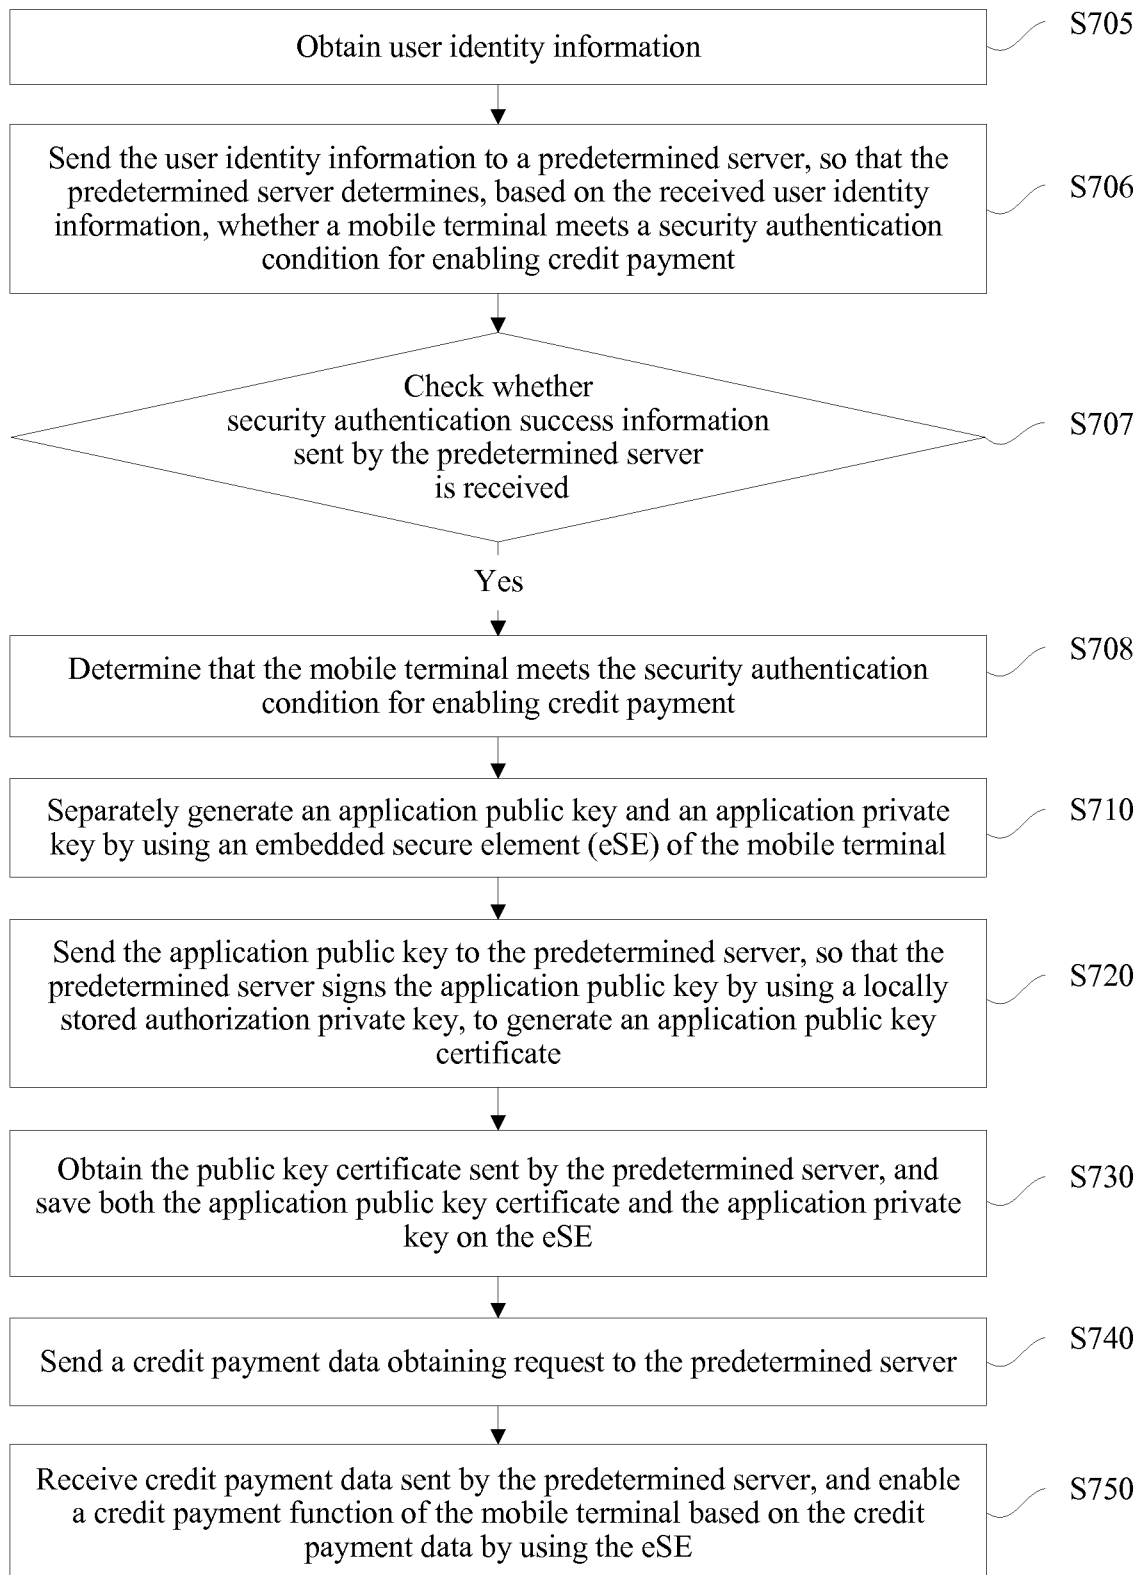 Obtain user identity information
S705
Send the user identity information to a predetermined server, so that the
predetermined server determines, based on the received user identity
information, whether a mobile terminal meets a security authentication
condition for enabling credit payment
S706
Check whether
security authentication success information
sent by the predetermined server
is received
S707
Yes
Determine that the mobile terminal meets the security authentication
condition for enabling credit payment
S708
Separately generate an application public key and an application private
key by using an embedded secure element (eSE) of the mobile terminal
S710
Send the application public key to the predetermined server, so that the
predetermined server signs the application public key by using a locally
stored authorization private key, to generate an application public key
certificate
S720
Obtain the public key certificate sent by the predetermined server, and
save both the application public key certificate and the application private
key on the eSE
S730
Send a credit payment data obtaining request to the predetermined server
S740
Receive credit payment data sent by the predetermined server, and enable
a credit payment function of the mobile terminal based on the credit
payment data by using the eSE
S750